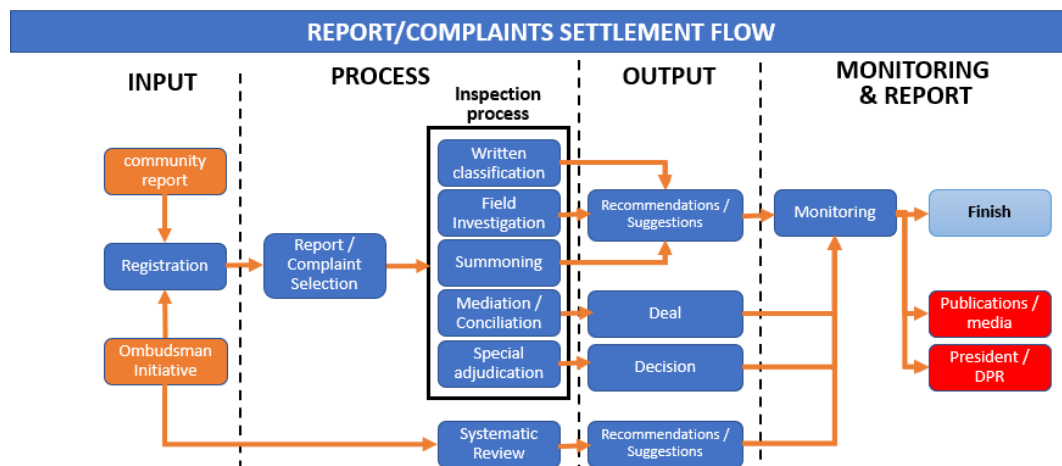 REPORT/COMPLAINTS SETTLEMENT FLOW
INPUT
PROCESS
OUTPUT
MONITORING
& REPORT
Inspection
process
community
report
Registration
Ombudsman
Initiative
Report /
Complaint
Selection
Written
classification
Field
Investigation
Summoning
Mediation /
Conciliation
Special
adjudication
Systematic
Review
Recommendations /
Suggestions
Deal
Decision
Recommendations /
Suggestions
Monitoring
Finish
Publications /
media
President /
DPR